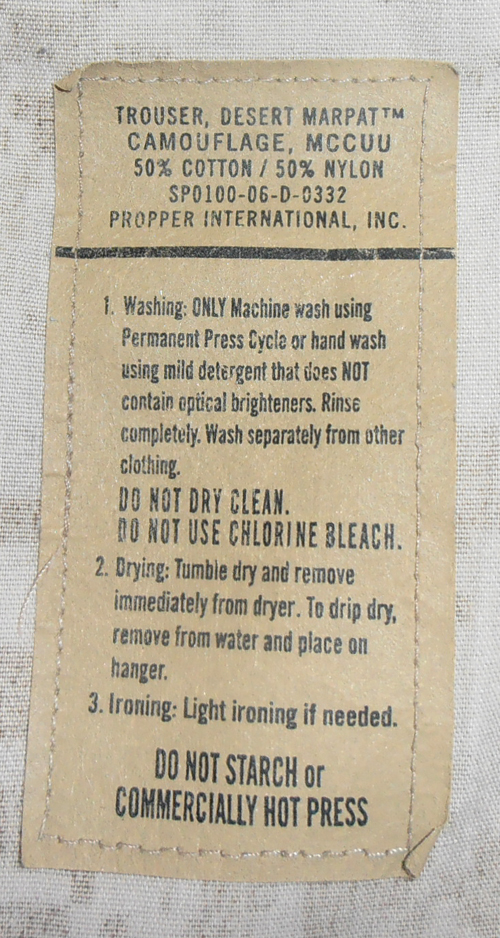 TROUSER, DESERT MARPAT™
CAMOUFLAGE, MCCUU
50% COTTON / 50% NYLON
SP0100-06-D-0332
PROPPER INTERNATIONAL, INC.
1. Washing: ONLY Machine wash using
Permanent Press Cycle or hand wash
using mild detergent that does NOT
contain optical brighteners. Rinse
completely. Wash separately from other
clothing.
DO NOT DRY CLEAN.
DO NOT USE CHLORINE BLEACH.
2. Drying: Tumble dry and remove
immediately from dryer. To drip dry,
remove from water and place on
hanger.
3. Ironing: Light ironing if needed.
DO NOT STARCH or
COMMERCIALLY HOT PRESS